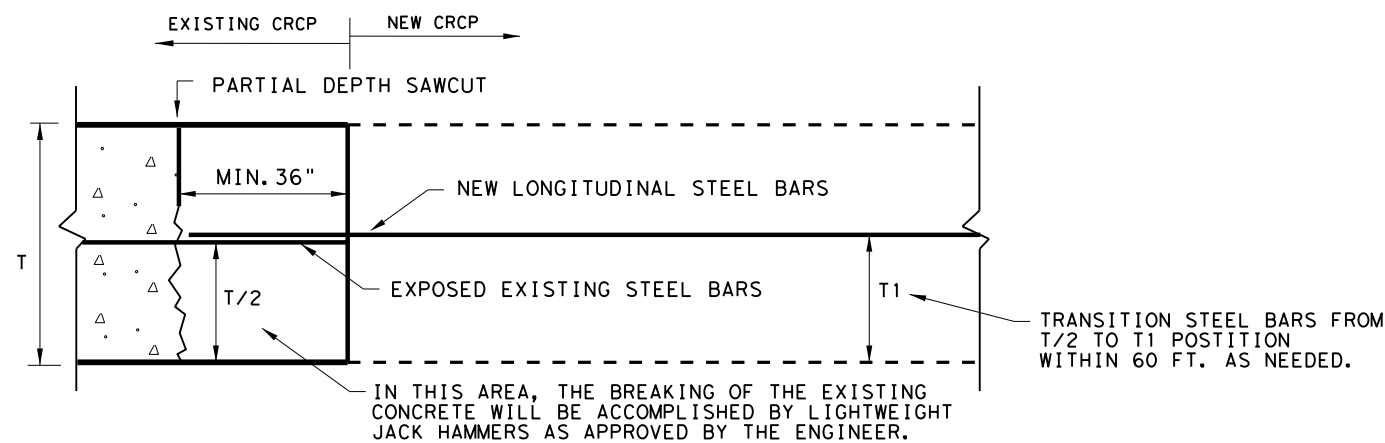 EXISTING CRCP
NEW CRCP
PARTIAL DEPTH SAWCUT
MIN. 36"
NEW LONGITUDINAL STEEL BARS
T
T/2
EXPOSED EXISTING STEEL BARS
T1
TRANSITION STEEL BARS FROM
T/2 TO T1 POSTITION
WITHIN 60 FT. AS NEEDED.
IN THIS AREA, THE BREAKING OF THE EXISTING
CONCRETE WILL BE ACCOMPLISHED BY LIGHTWEIGHT
JACK HAMMERS AS APPROVED BY THE ENGINEER.